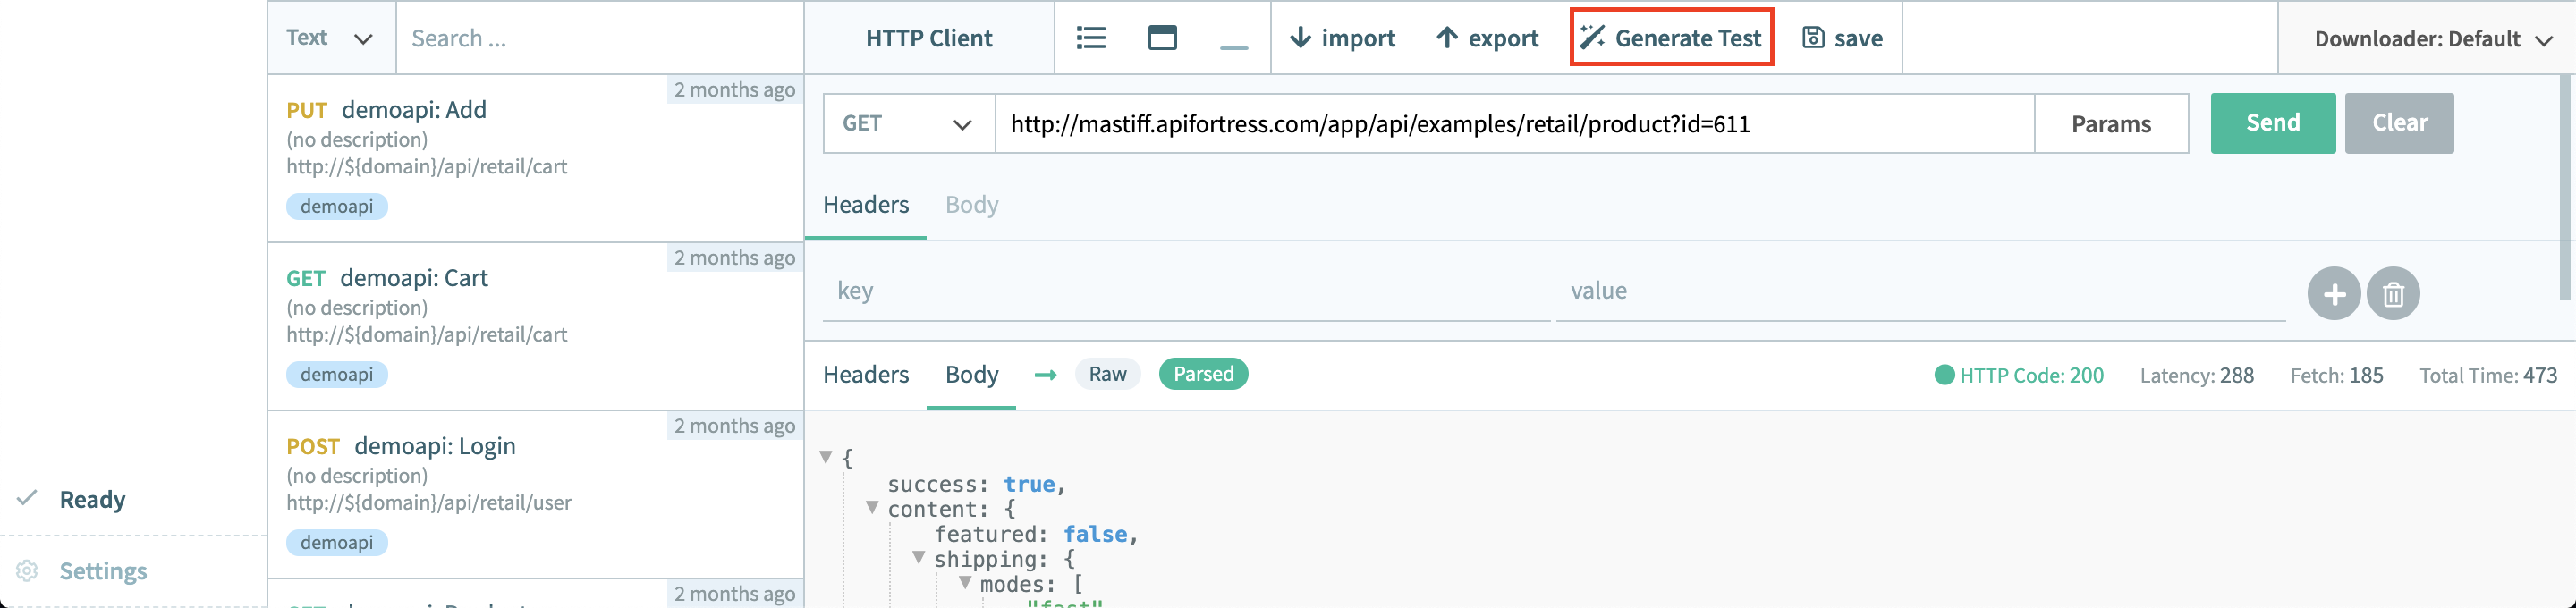 Text
Search ...
HTTP Client
import
export
Generate Test
save
Downloader: Default
2 months ago
PUT demoapi: Add
(no description)
http://${domain}/api/retail/cart
demoapi
2 months ago
GET demoapi: Cart
(no description)
http://${domain}/api/retail/cart
demoapi
2 months ago
POST demoapi: Login
(no description)
http://${domain}/api/retail/user
demoapi
2 months ago
Ready
Settings
GET
http://mastiff.apifortress.com/app/api/examples/retail/product?id=611
Params
Send
Clear
Headers Body
key
value
Headers Body Raw Parsed
HTTP Code: 200 Latency: 288 Fetch: 185 Total Time: 473
{
success: true,
content: {
featured: false,
shipping: {
modes: [
"fast"